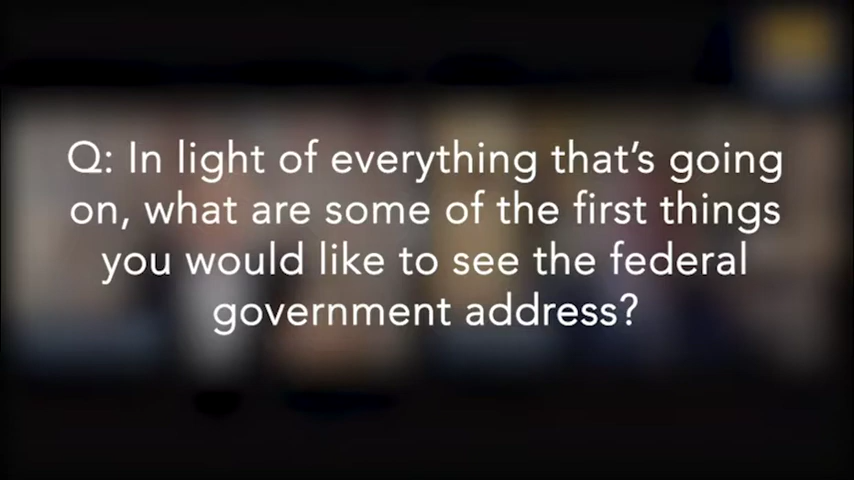 Q: In light of everything that’s going
on, what are some of the first things
you would like to see the federal
government address?